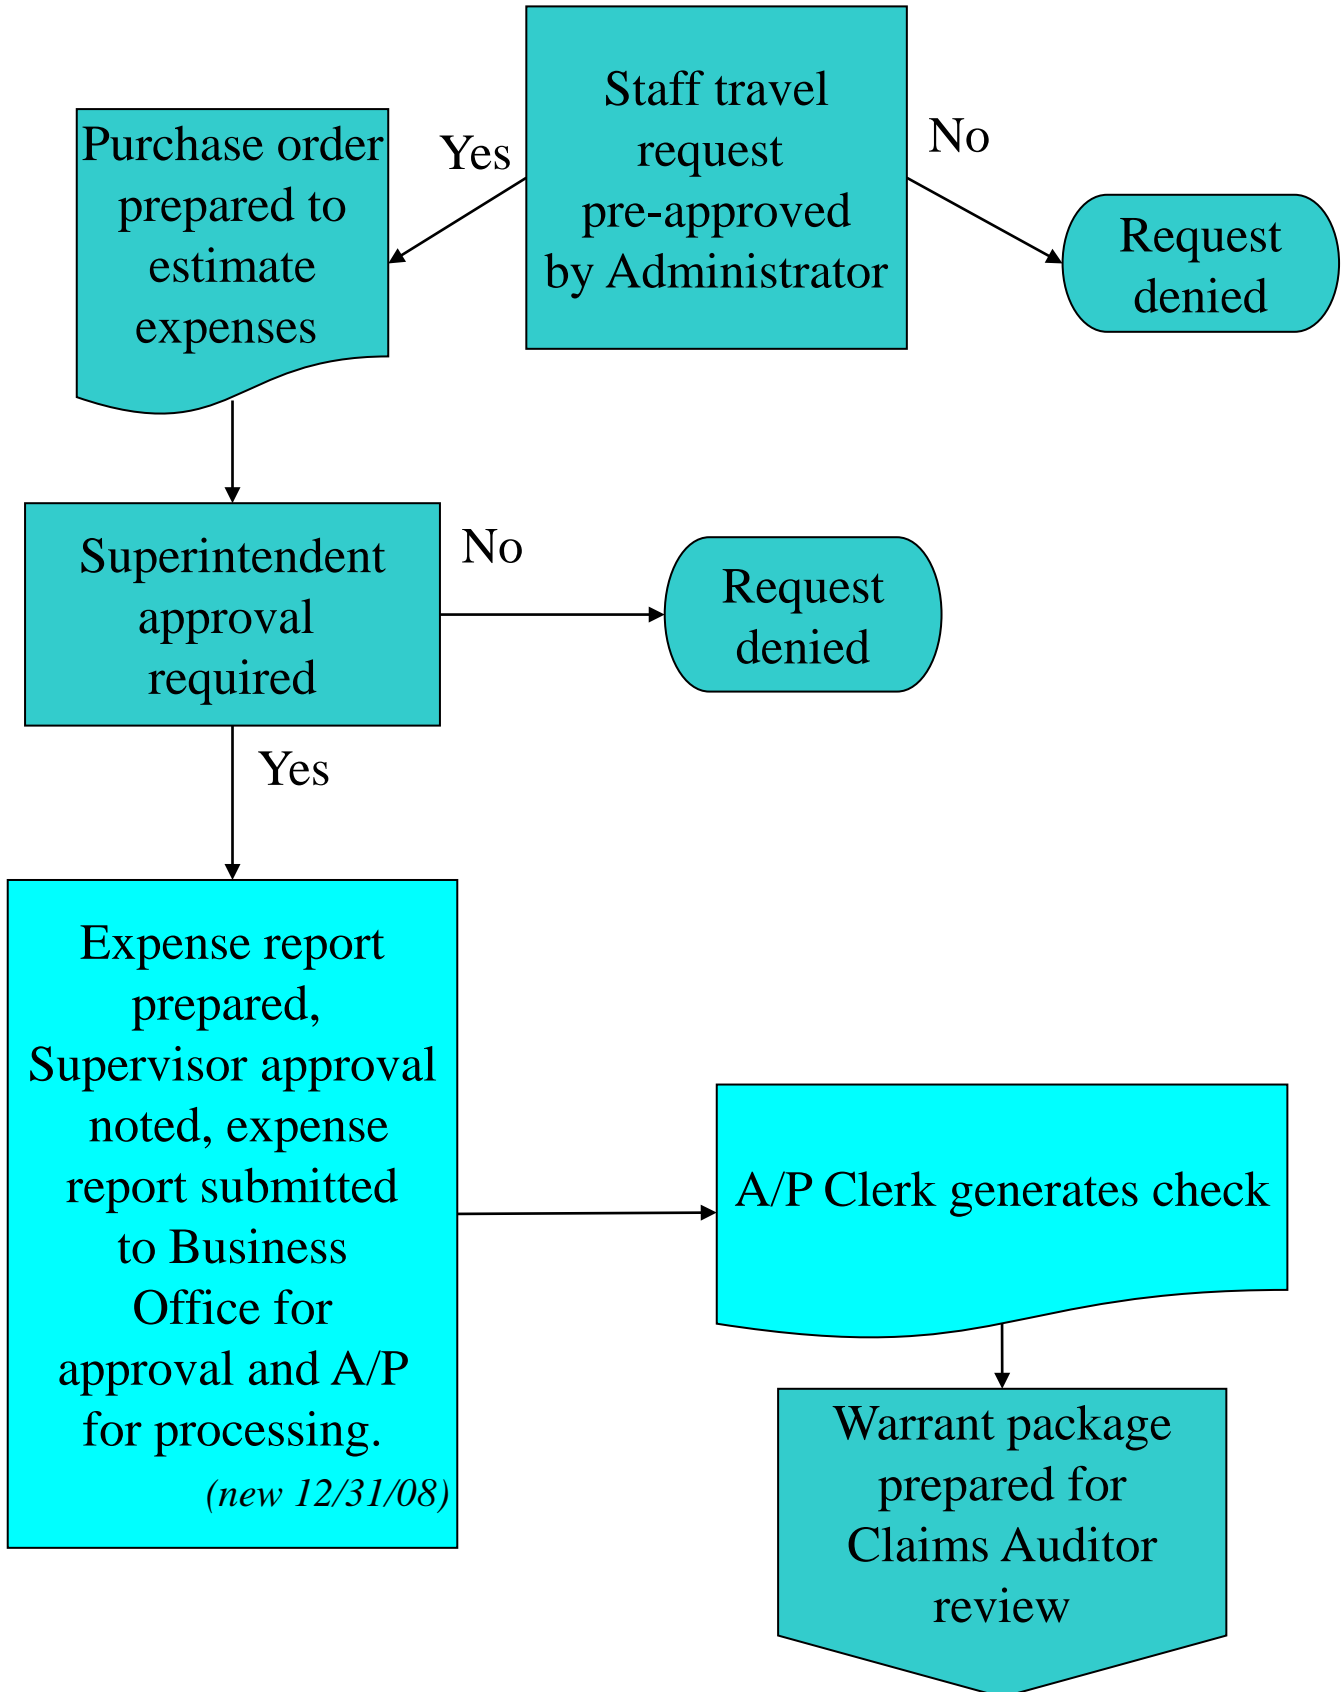 Staff travel
request
pre-approved
by Administrator
Yes
No
Purchase order
prepared to
estimate
expenses
Request
denied
Superintendent
approval
required
No
Request
denied
Yes
Expense report
prepared,
Supervisor approval
noted, expense
report submitted
to Business
Office for
approval and A/P
for processing.
(new 12/31/08)
A/P Clerk generates check
Warrant package
prepared for
Claims Auditor
review